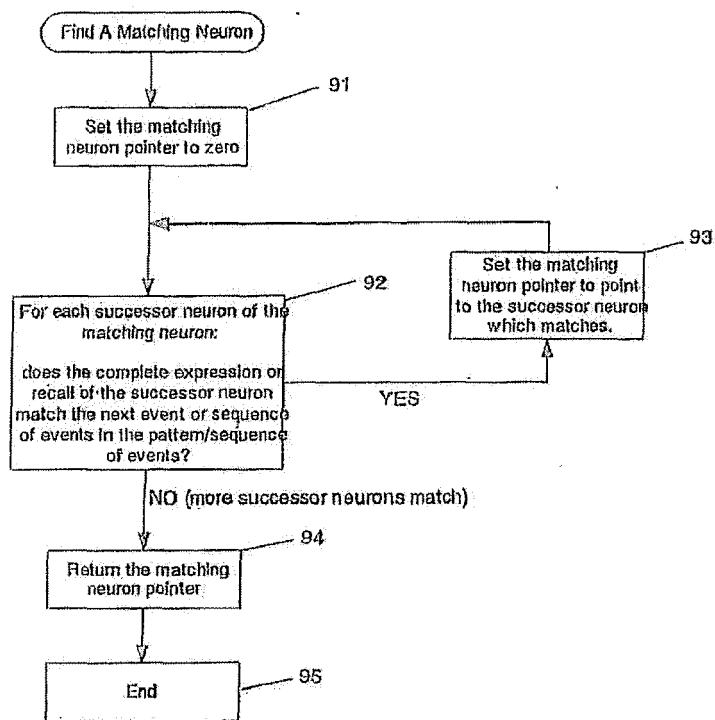 Find A Matching Neuron
91
Set the matching
neuron pointer to zero
93
Set the matching
neuron pointer to point
to the successor neuron
which matches.
92
For each successor neuron of the
matching neuron:
does the complete expression or
recall of the successor neuron
match the next event or sequence
of events in the pattern/sequence
of events?
YES
NO (more successor neurons match)
94
Return the matching
neuron pointer
95
End